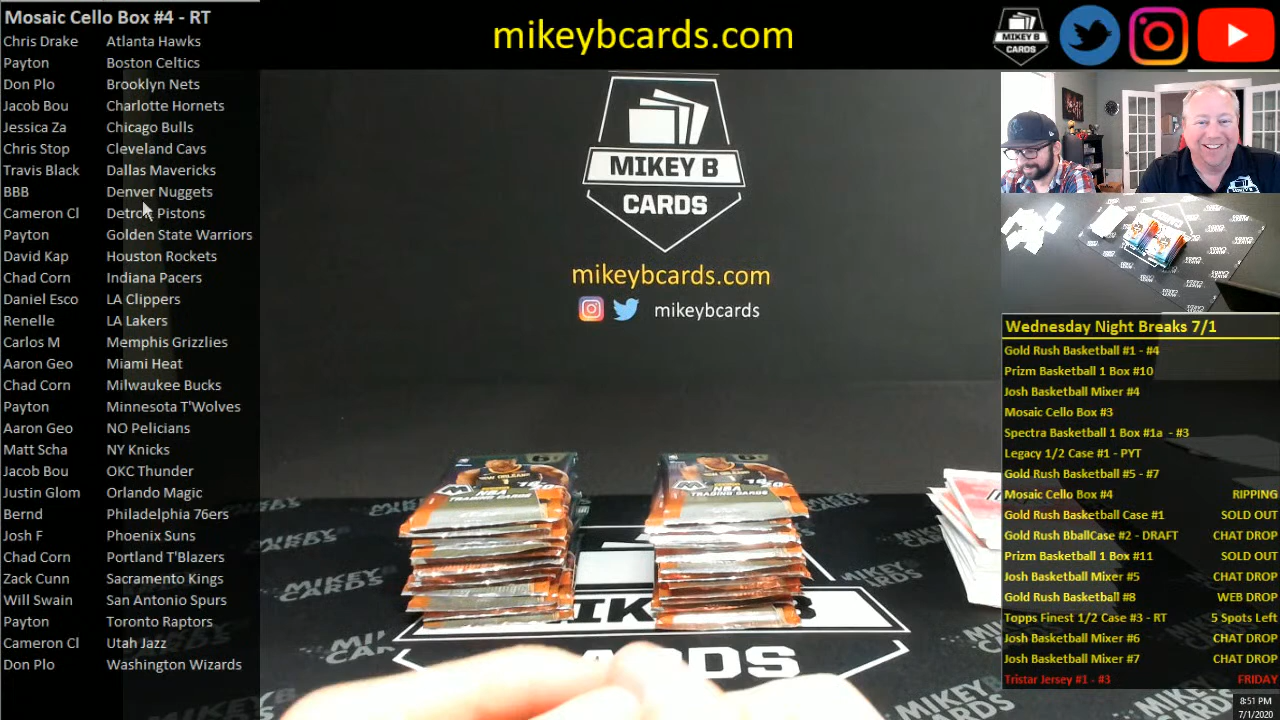 Mosaic Cello Box #4 - RT
Chris Drake Atlanta Hawks
Payton Boston Celtics
Don Plo Brooklyn Nets
Jacob Bou Charlotte Hornets
Jessica Za Chicago Bulls
Chris Stop Cleveland Cavs
Travis Black Dallas Mavericks
BBB Denver Nuggets
Cameron Cl Detroit Pistons
Payton Golden State Warriors
David Kap Houston Rockets
Chad Corn Indiana Pacers
Daniel Esco LA Clippers
Renelle LA Lakers
Carlos M Memphis Grizzlies
Aaron Geo Miami Heat
Chad Corn Milwaukee Bucks
Payton Minnesota T'Wolves
Aaron Geo NO Pelicians
Matt Scha NY Knicks
Jacob Bou OKC Thunder
Justin Glom Orlando Magic
Bernd Philadelphia 76ers
Josh F Phoenix Suns
Chad Corn Portland T'Blazers
Zack Cunn Sacramento Kings
Will Swain San Antonio Spurs
Payton Toronto Raptors
Cameron Cl Utah Jazz
Don Plo Washington Wizards
mikeybcards.com
MIKEY B
CARDS
MIKEY B
CARDS
mikeybcards.com
mikeybcards
NBA
TRADING CARDS
NBA
TRADING CARDS
CARDS
Wednesday Night Breaks 7/1
Gold Rush Basketball #1 - #4
Prizm Basketball 1 Box #10
Josh Basketball Mixer #4
Mosaic Cello Box #3
Spectra Basketball 1 Box #1a - #3
Legacy 1/2 Case #1 - PYT
Gold Rush Basketball #5 - #7
Mosaic Cello Box #4 RIPPING
Gold Rush Basketball Case #1 SOLD OUT
Gold Rush BballCase #2 - DRAFT CHAT DROP
Prizm Basketball 1 Box #11 SOLD OUT
Josh Basketball Mixer #5 CHAT DROP
Gold Rush Basketball #8 WEB DROP
Topps Finest 1/2 Case #3 - RT 5 Spots Left
Josh Basketball Mixer #6 CHAT DROP
Josh Basketball Mixer #7 CHAT DROP
Tristar Jersey #1 - #3 FRIDAY
8:51 PM
7/1/2020